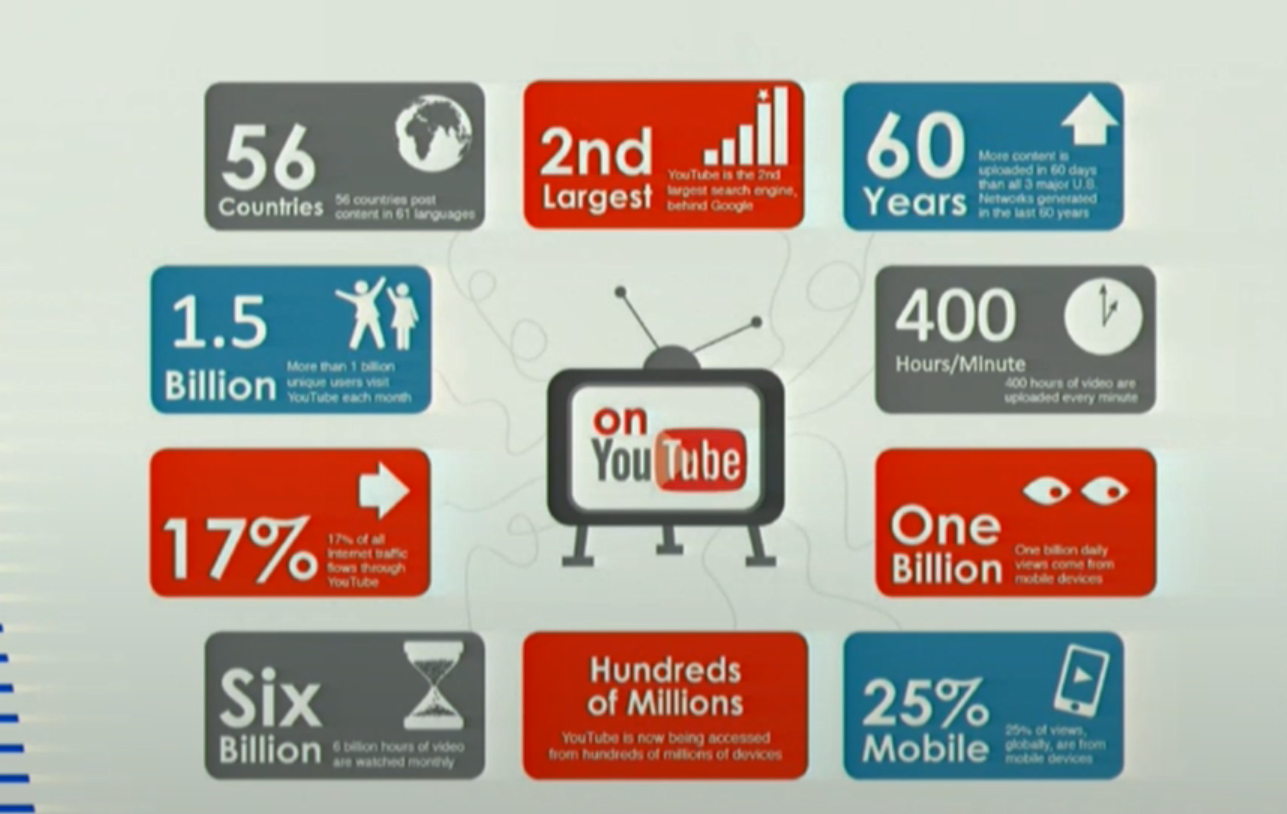 56
Countries
56 countries post
content in 61 languages
2nd
Largest
YouTube is the 2nd
largest search engine,
behind Google
60
Years
More content is
uploaded in 60 days
than all 3 major U.S.
Networks generated
in the last 60 years
1.5
Billion
More than 1 billion
unique users visit
YouTube each month
on
YouTube
400
Hours/Minute
400 hours of video are
uploaded every minute
17%
17% of all
Internet traffic
flows through
YouTube
One
Billion
One billion daily
views come from
mobile devices
Six
Billion
6 billion hours of video
are watched monthly
Hundreds
of Millions
YouTube is now being accessed
from hundreds of millions of devices
25%
Mobile
25% of views,
globally, are from
mobile devices